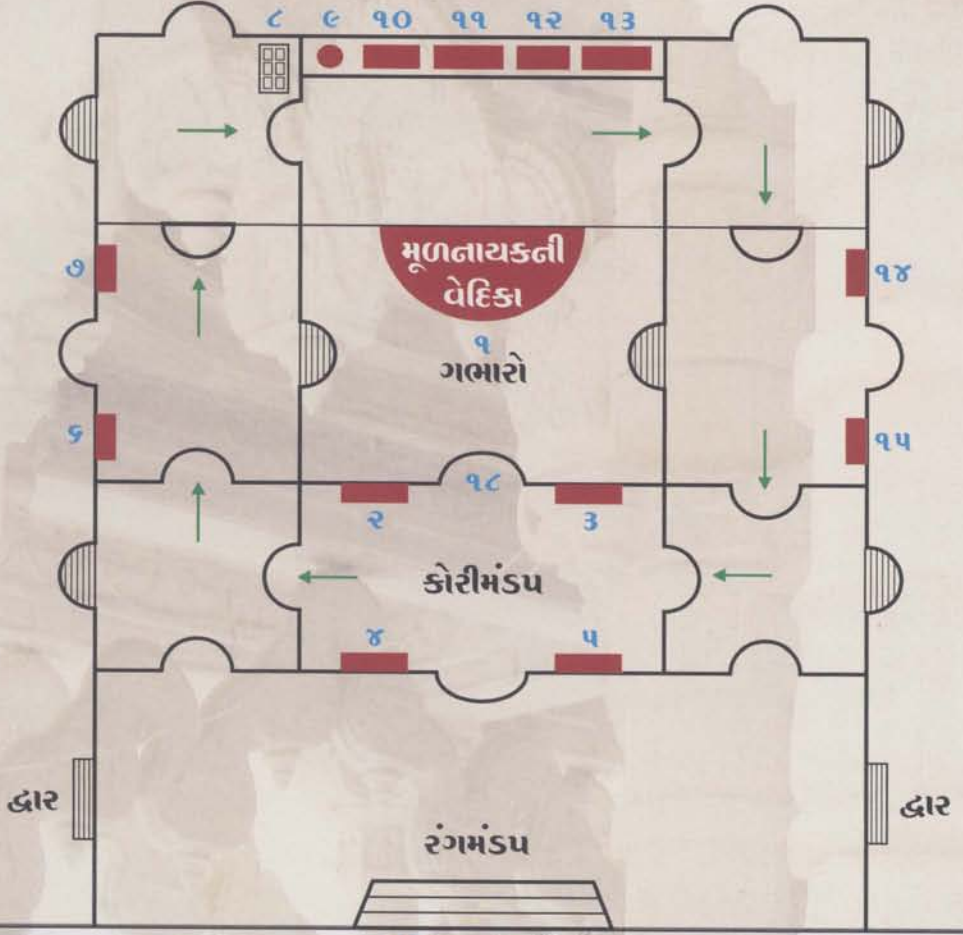 ૮ ૯ ૧૦ ૧૧ ૧૨ ૧૩
મૂળનાયકની
વેદિકા
૭
૧૪
૧
ગભારો
૬
૧૫
૧૮
૨ ૩
કોરીમંડપ
૪ ૫
દ્વાર
દ્વાર
રંગમંડપ